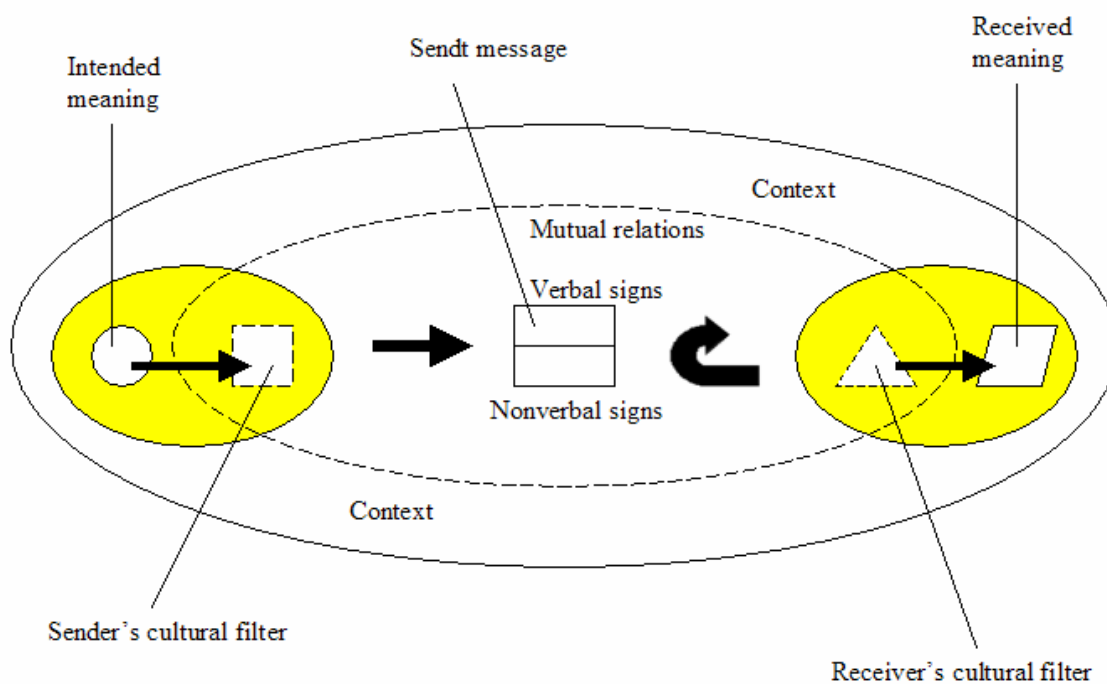 Received
meaning
Sendt message
Intended
meaning
Context
Mutual relations
Verbal signs
Nonverbal signs
Context
Sender's cultural filter
Receiver's cultural filter